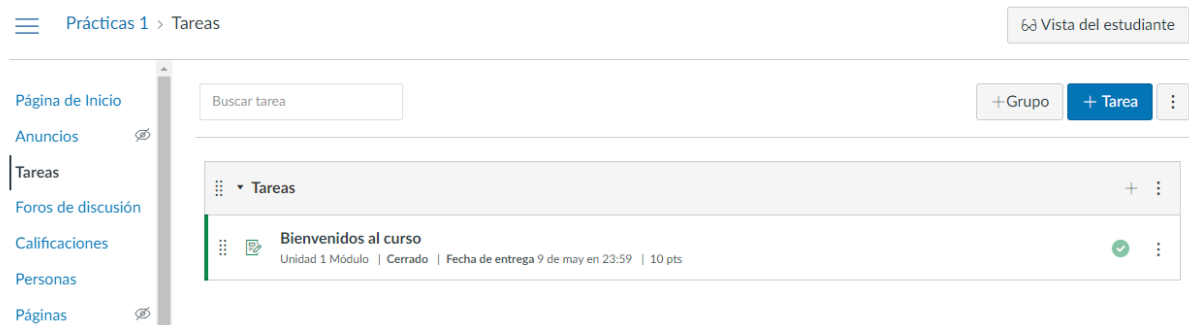 Prácticas 1 > Tareas
Vista del estudiante
Página de Inicio
Anuncios
Tareas
Foros de discusión
Calificaciones
Personas
Páginas
Buscar tarea
+Grupo
+ Tarea
Tareas
Bienvenidos al curso
Unidad 1 Módulo | Cerrado | Fecha de entrega 9 de may en 23:59 | 10 pts